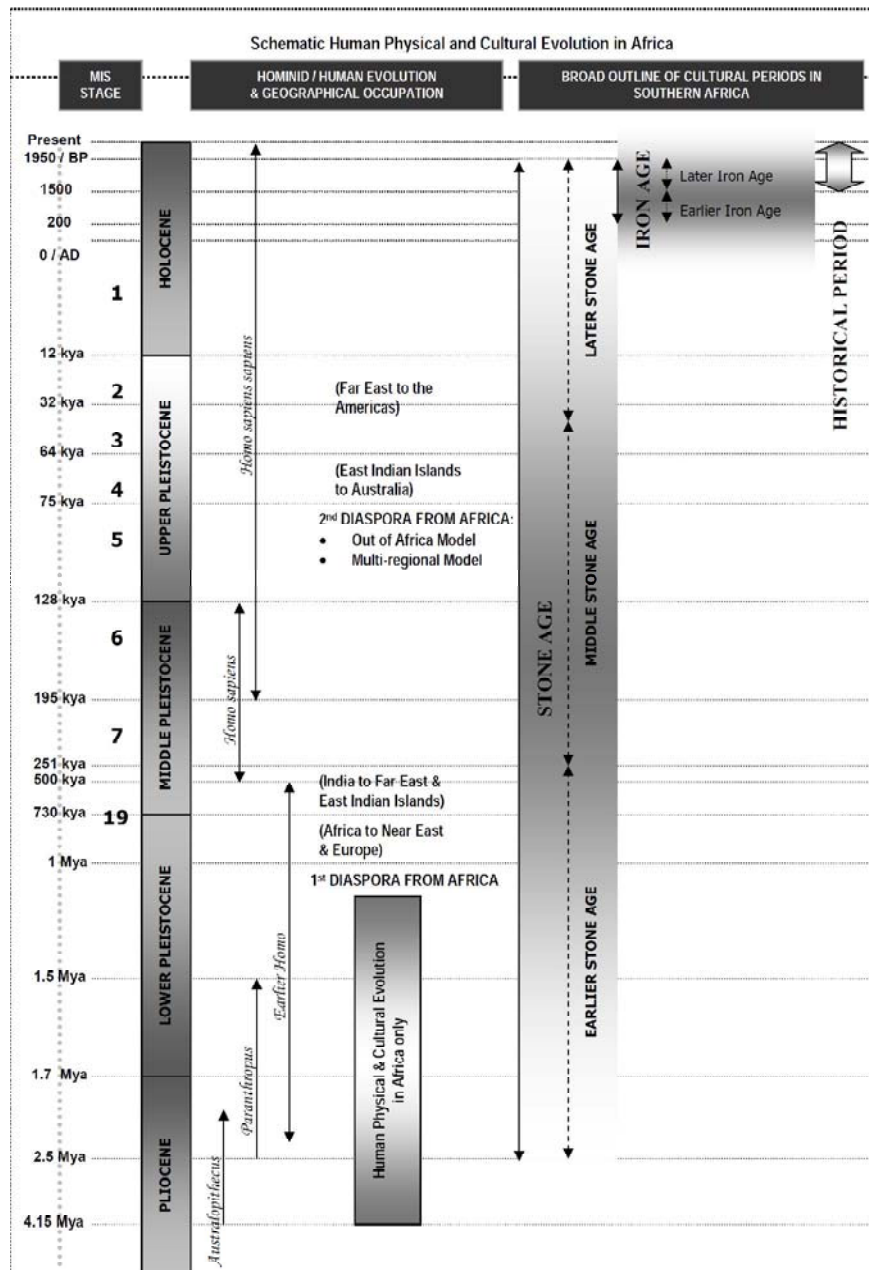 Schematic Human Physical and Cultural Evolution in Africa
MIS
STAGE
HOMINID / HUMAN EVOLUTION
& GEOGRAPHICAL OCCUPATION
BROAD OUTLINE OF CULTURAL PERIODS IN
SOUTHERN AFRICA
Present
1950 / BP
1500
200
0 / AD
12 kya
32 kya
64 kya
75 kya
128 kya
195 kya
251 kya
600 kya
730 kya
1 Mya
1.5 Mya
1.7 Mya
2.5 Mya
4.15 Mya
1
2
3
4
5
6
7
19
HOLOCENE
UPPER PLEISTOCENE
MIDDLE PLEISTOCENE
LOWER PLEISTOCENE
PLIOCENE
Homo sapiens sapiens
Homo sapiens
Earlier Homo
Paranthropus
Australopithecus
(Far East to the
Americas)
(East Indian Islands
to Australia)
2nd DIASPORA FROM AFRICA:
• Out of Africa Model
• Multi-regional Model
(India to Far East &
East Indian Islands)
(Africa to Near East
& Europe)
1st DIASPORA FROM AFRICA
Human Physical & Cultural Evolution
in Africa only
STONE AGE
LATER STONE AGE
MIDDLE STONE AGE
EARLIER STONE AGE
IRON AGE
Later Iron Age
Earlier Iron Age
HISTORICAL PERIOD